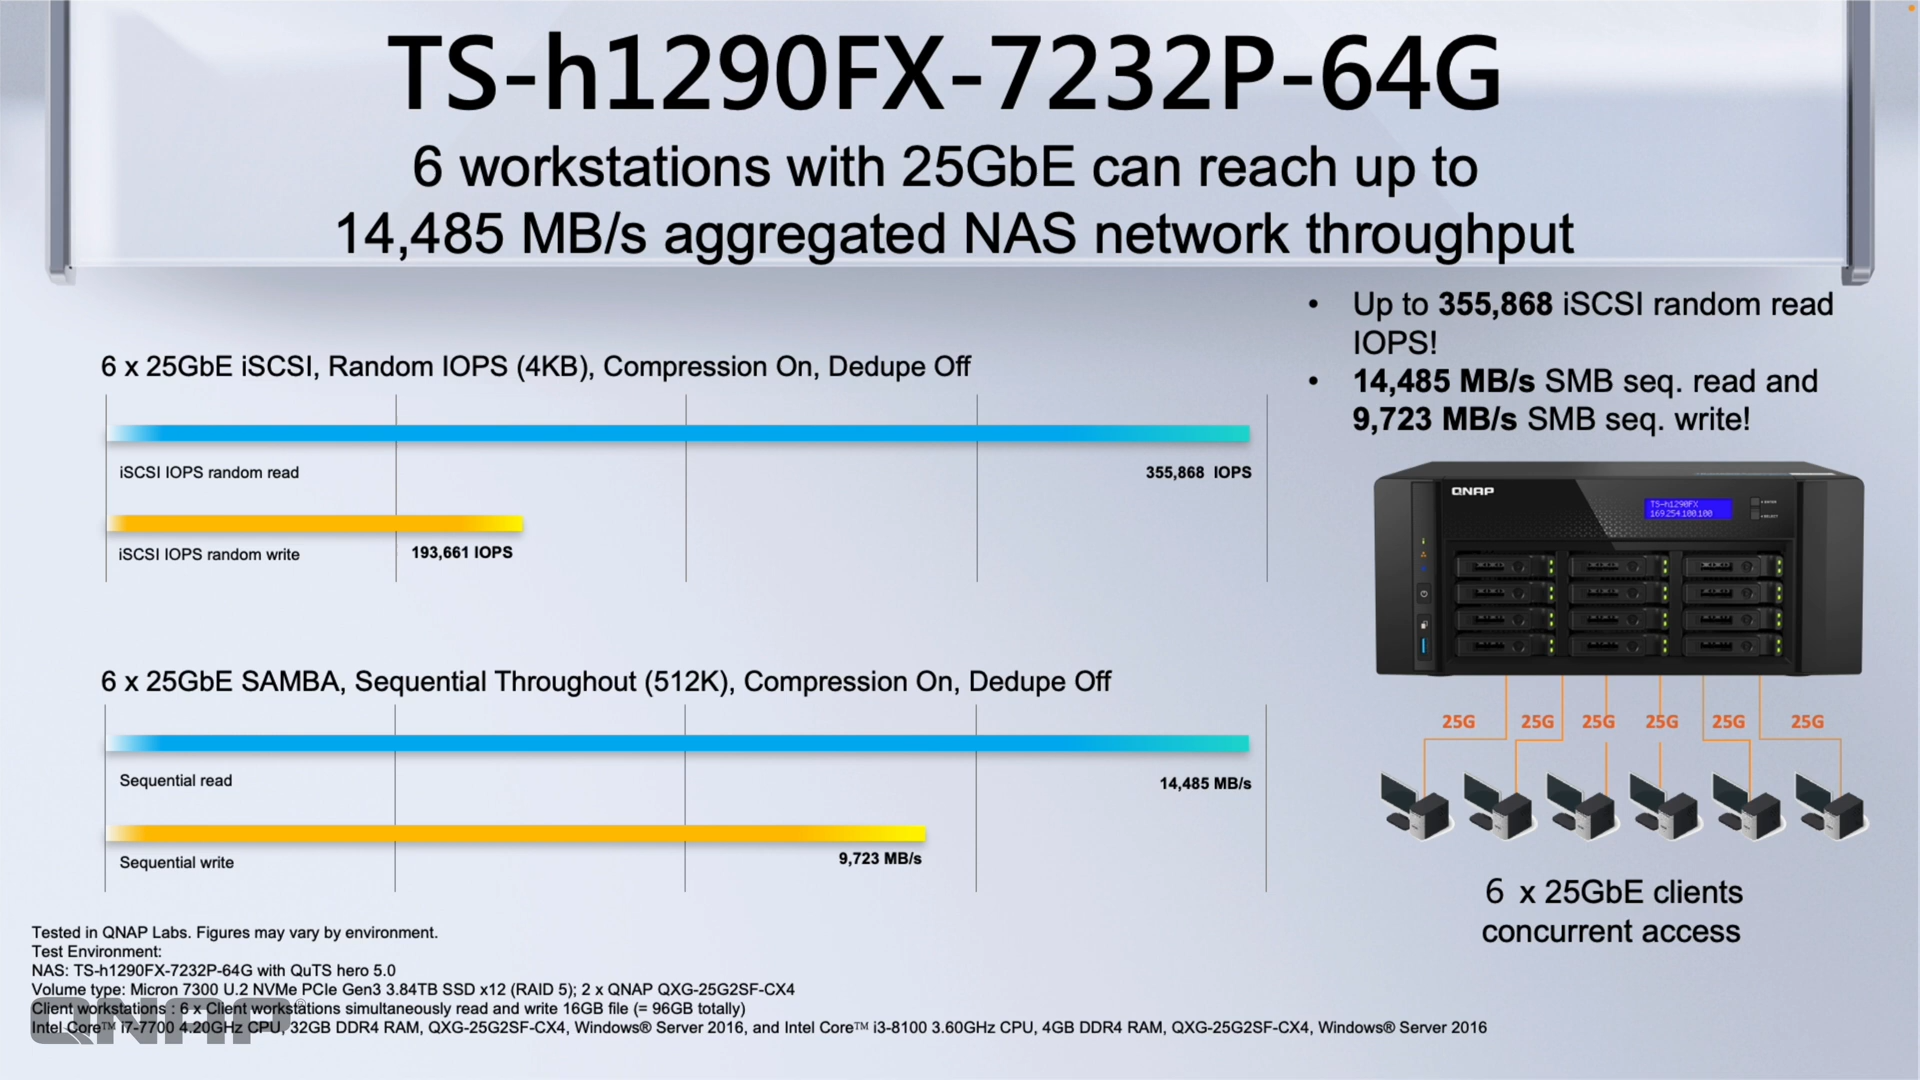 TS-h1290FX-7232P-64G
6 workstations with 25GbE can reach up to
14,485 MB/s aggregated NAS network throughput
6 x 25GbE iSCSI, Random IOPS (4KB), Compression On, Dedupe Off
iSCSI IOPS random read
355,868 IOPS
iSCSI IOPS random write
193,661 IOPS
6 x 25GbE SAMBA, Sequential Throughout (512K), Compression On, Dedupe Off
Sequential read
14,485 MB/s
Sequential write
9,723 MB/s
• Up to 355,868 iSCSI random read
IOPS!
• 14,485 MB/s SMB seq. read and
9,723 MB/s SMB seq. write!
QNAP
TS-h1290FX
169.254.100.100
25G 25G 25G 25G 25G 25G
6 x 25GbE clients
concurrent access
Tested in QNAP Labs. Figures may vary by environment.
Test Environment:
NAS: TS-h1290FX-7232P-64G with QuTS hero 5.0
Volume type: Micron 7300 U.2 NVMe PCIe Gen3 3.84TB SSD x12 (RAID 5); 2 x QNAP QXG-25G2SF-CX4
Client workstations : 6 x Client workstations simultaneously read and write 16GB file (= 96GB totally)
Intel Core™ i7-7700 4.20GHz CPU, 32GB DDR4 RAM, QXG-25G2SF-CX4, Windows® Server 2016, and Intel Core™ i3-8100 3.60GHz CPU, 4GB DDR4 RAM, QXG-25G2SF-CX4, Windows® Server 2016
QNAP®